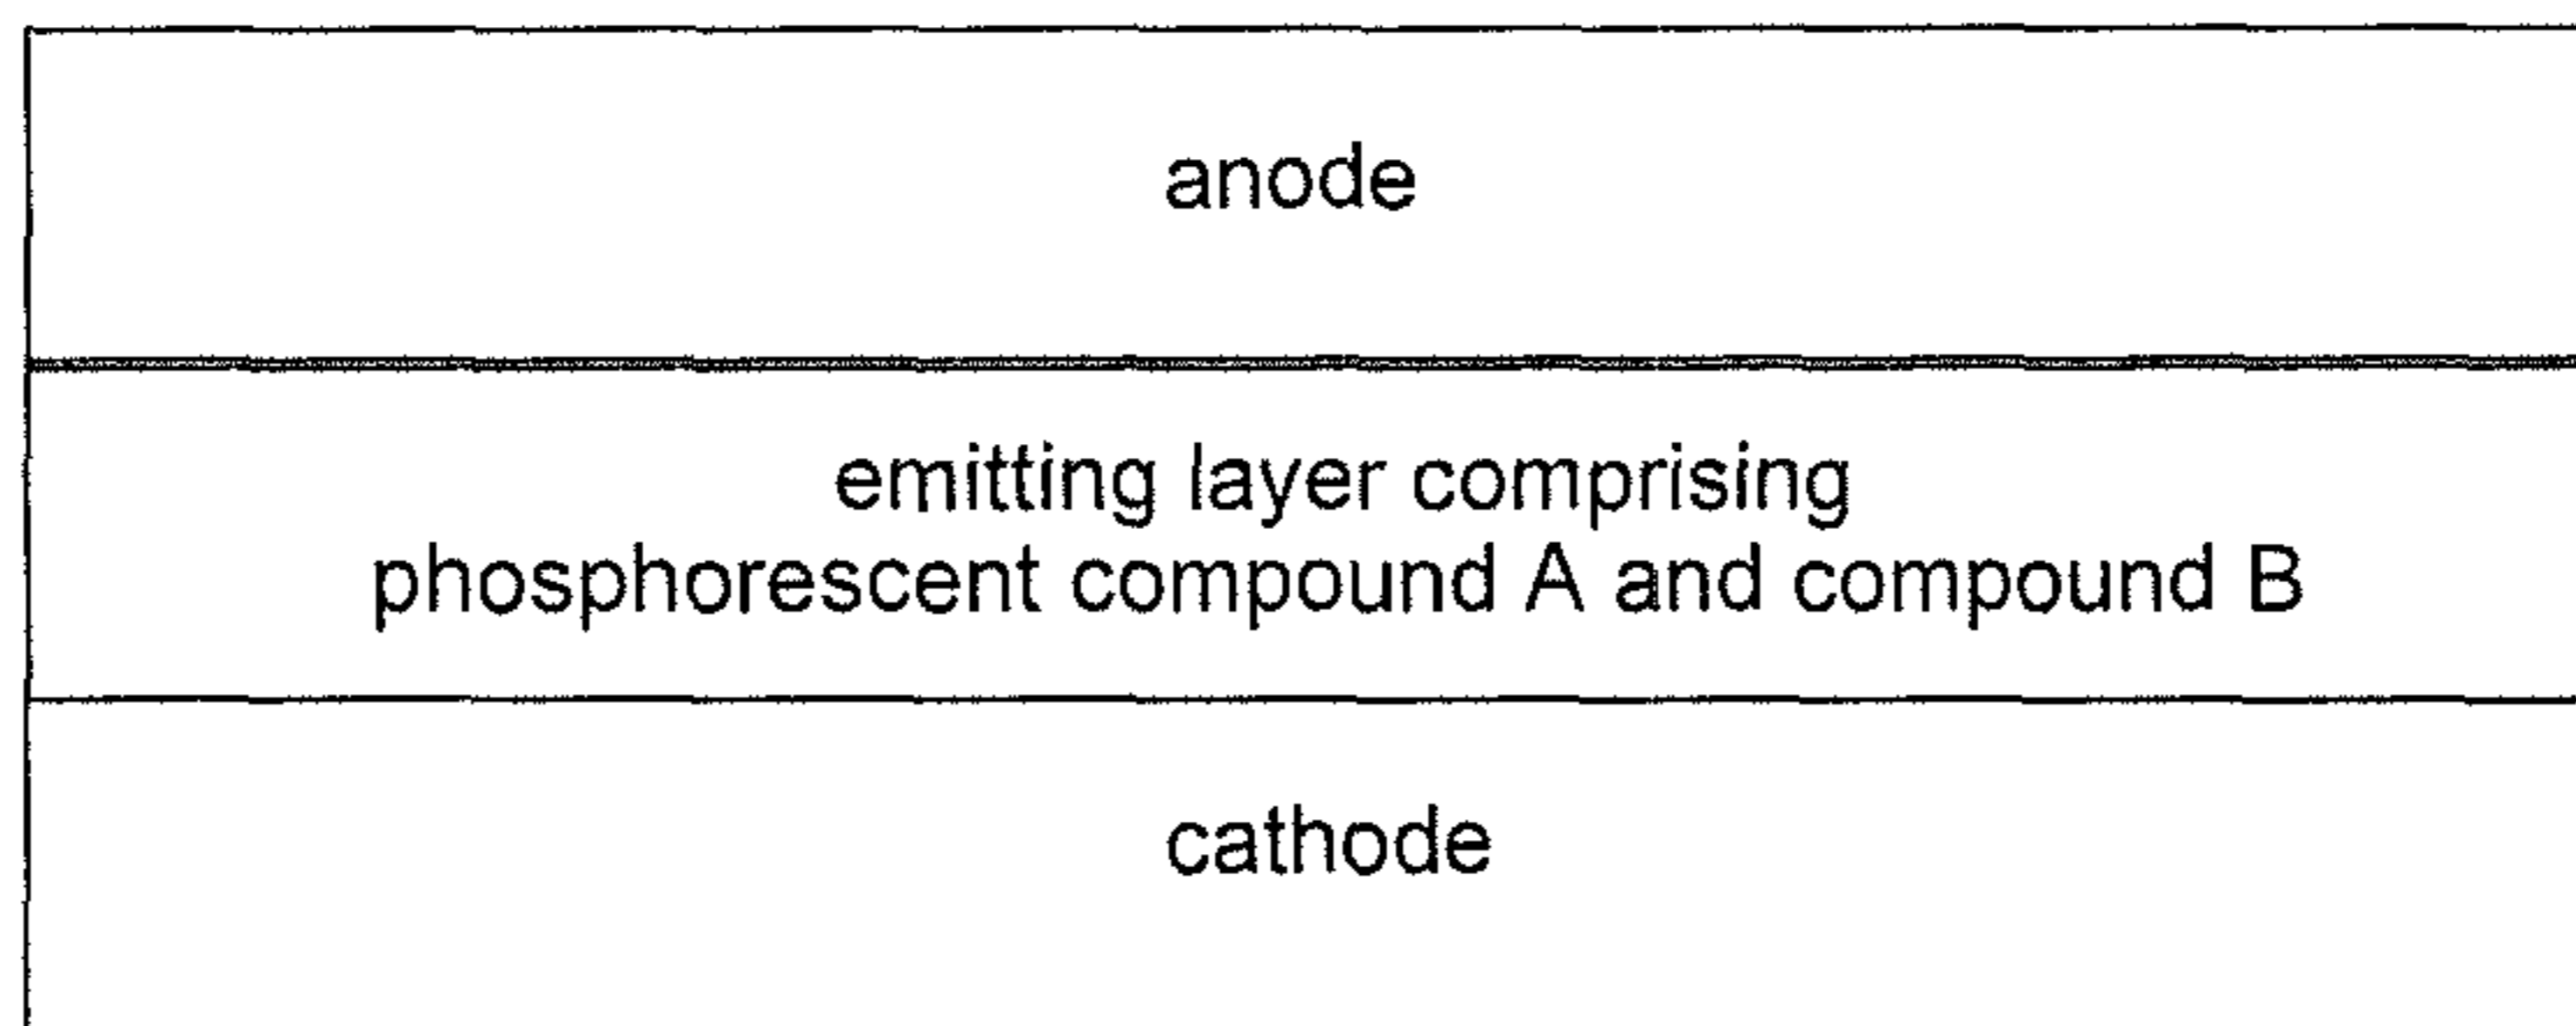 anode
emitting layer comprising
phosphorescent compound A and compound B
cathode